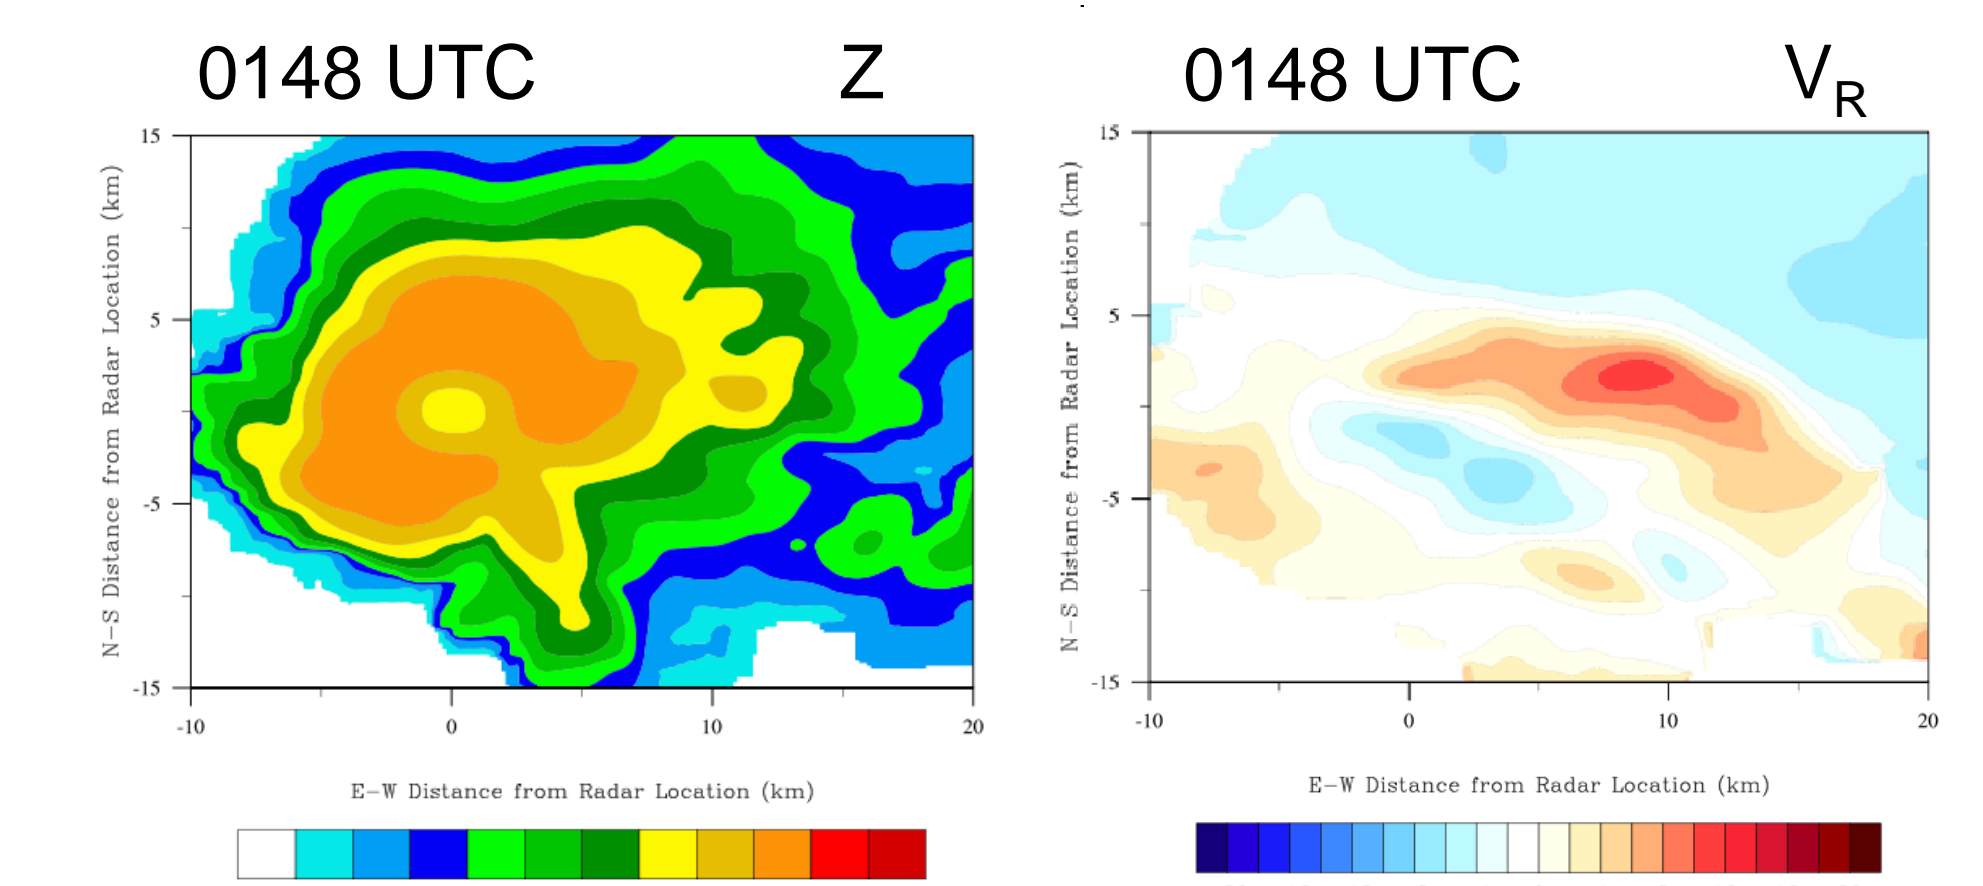 0148 UTC Z
15
5
-5
-15
N-S Distance from Radar Location (km)
-10 0 10 20
E-W Distance from Radar Location (km)
0148 UTC VR
15
5
-5
-15
N-S Distance from Radar Location (km)
-10 0 10 20
E-W Distance from Radar Location (km)